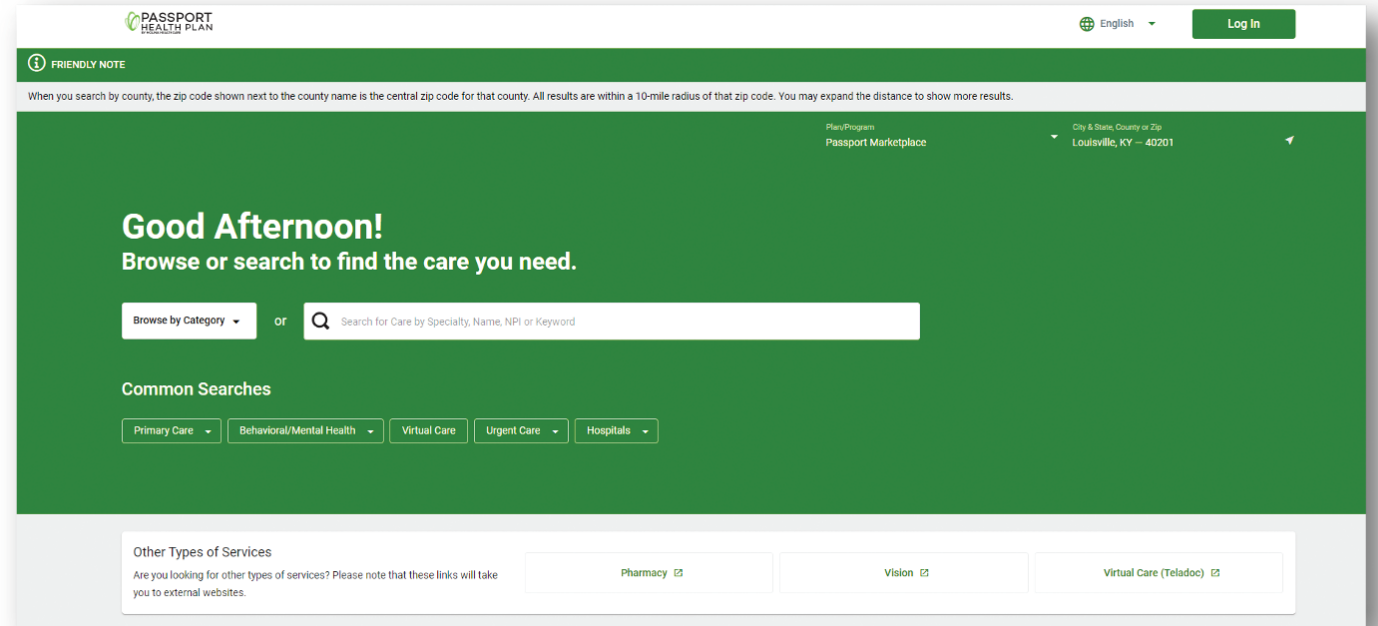 PASSPORT
HEALTH PLAN
BY MOLINA HEALTHCARE
English
Log In
FRIENDLY NOTE
When you search by county, the zip code shown next to the county name is the central zip code for that county. All results are within a 10-mile radius of that zip code. You may expand the distance to show more results.
Plan/Program
Passport Marketplace
City & State, County or Zip
Louisville, KY — 40201
Good Afternoon!
Browse or search to find the care you need.
Browse by Category
or
Search for Care by Specialty, Name, NPI or Keyword
Common Searches
Primary Care
Behavioral/Mental Health
Virtual Care
Urgent Care
Hospitals
Other Types of Services
Are you looking for other types of services? Please note that these links will take
you to external websites.
Pharmacy
Vision
Virtual Care (Teladoc)